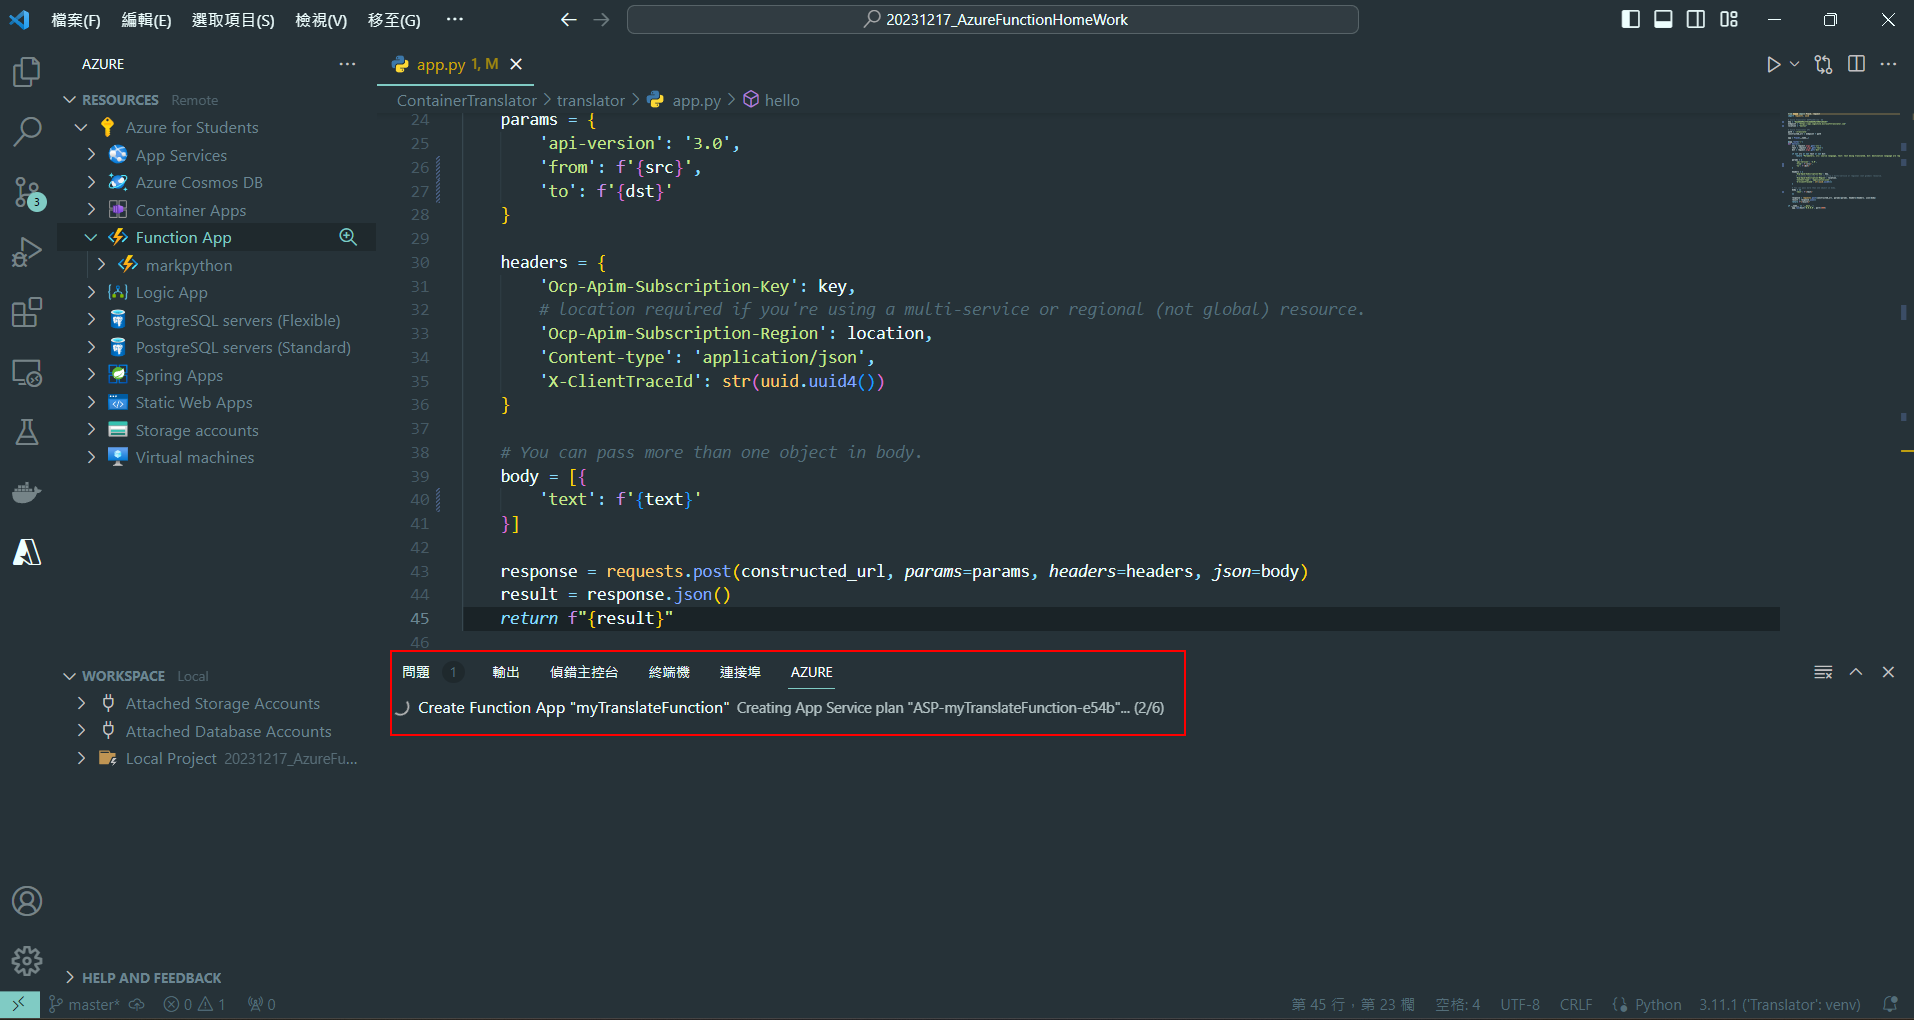 檔案(F) 編輯(E) 選取項目(S) 檢視(V) 移至(G) ···
20231217_AzureFunctionHomeWork
AZURE
RESOURCES Remote
Azure for Students
App Services
Azure Cosmos DB
Container Apps
Function App
markpython
Logic App
PostgreSQL servers (Flexible)
PostgreSQL servers (Standard)
Spring Apps
Static Web Apps
Storage accounts
Virtual machines
WORKSPACE Local
Attached Storage Accounts
Attached Database Accounts
Local Project 20231217_AzureFu...
HELP AND FEEDBACK
3
app.py 1, M
ContainerTranslator > translator > app.py > hello
24 params = {
25 'api-version': '3.0',
26 'from': f'{src}',
27 'to': f'{dst}'
28 }
29
30 headers = {
31 'Ocp-Apim-Subscription-Key': key,
32 # location required if you're using a multi-service or regional (not global) resource.
33 'Ocp-Apim-Subscription-Region': location,
34 'Content-type': 'application/json',
35 'X-ClientTraceId': str(uuid.uuid4())
36 }
37
38 # You can pass more than one object in body.
39 body = [{
40 'text': f'{text}'
41 }]
42
43 response = requests.post(constructed_url, params=params, headers=headers, json=body)
44 result = response.json()
45 return f"{result}"
46
問題 1 輸出 偵錯主控台 終端機 連接埠 AZURE
Create Function App "myTranslateFunction" Creating App Service plan "ASP-myTranslateFunction-e54b"... (2/6)
master* 0 1 0 第 45 行，第 23 欄 空格: 4 UTF-8 CRLF Python 3.11.1 ('Translator': venv)